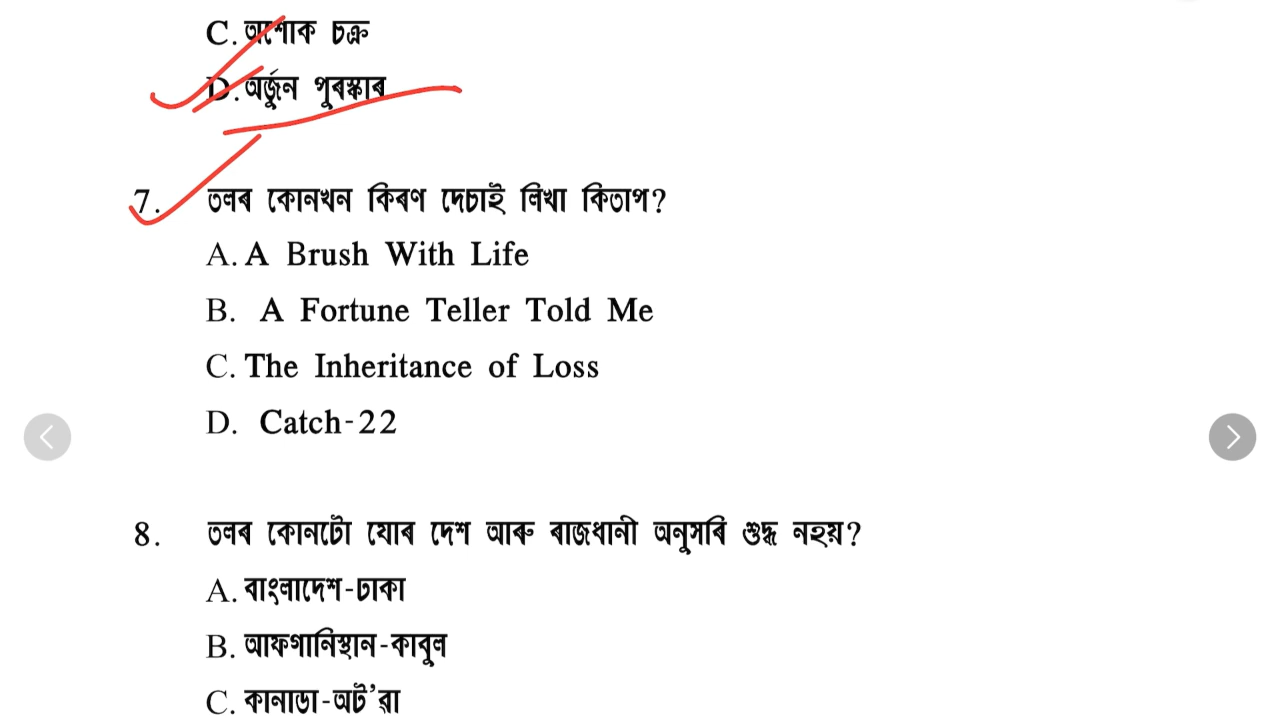 C. অশোক চক্ৰ
D. অৰ্জুন পুৰস্কাৰ
7. তলৰ কোনখন কিৰণ দেচাই লিখা কিতাপ?
A. A Brush With Life
B. A Fortune Teller Told Me
C. The Inheritance of Loss
D. Catch-22
8. তলৰ কোনটো যোৰ দেশ আৰু ৰাজধানী অনুসৰি শুদ্ধ নহয়?
A. বাংলাদেশ-ঢাকা
B. আফগানিস্থান-কাবুল
C. কানাডা-অট'ৱা